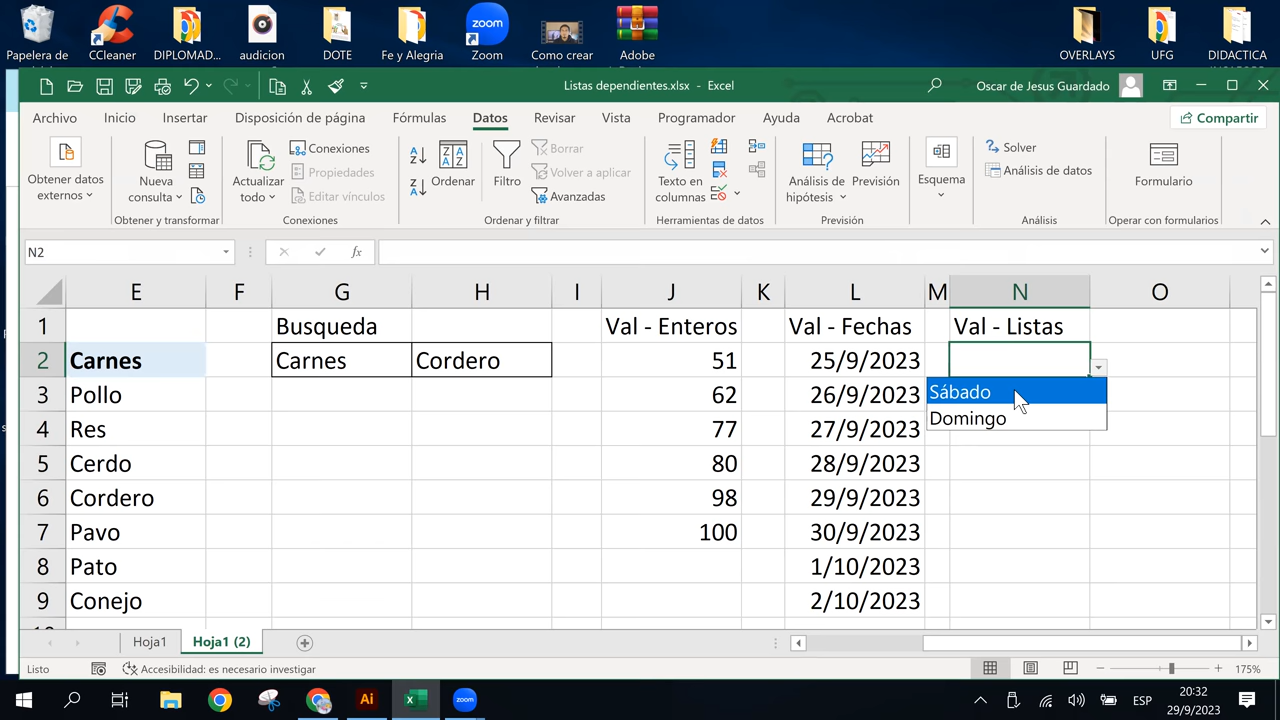 Papelera de
CCleaner
DIPLOMAD...
audicion
DOTE
Fe y Alegria
Zoom
Como crear
Adobe
OVERLAYS
UFG
DIDACTICA
zoom
Listas dependientes.xlsx - Excel
Oscar de Jesus Guardado
Archivo Inicio Insertar Disposición de página Fórmulas Datos Revisar Vista Programador Ayuda Acrobat
Compartir
Obtener datos externos
Nueva consulta
Obtener y transformar
Actualizar todo
Conexiones
Propiedades
Editar vínculos
Conexiones
Ordenar
Filtro
Borrar
Volver a aplicar
Avanzadas
Ordenar y filtrar
Texto en columnas
Herramientas de datos
Análisis de hipótesis
Previsión
Previsión
Esquema
Solver
Análisis de datos
Análisis
Formulario
Operar con formularios
N2
fx
E F G H I J K L M N O
1 Busqueda Val - Enteros Val - Fechas Val - Listas
2 Carnes Carnes Cordero 51 25/9/2023
3 Pollo 62 26/9/2023 Sábado
4 Res 77 27/9/2023 Domingo
5 Cerdo 80 28/9/2023
6 Cordero 98 29/9/2023
7 Pavo 100 30/9/2023
8 Pato 1/10/2023
9 Conejo 2/10/2023
Hoja1 Hoja1 (2)
Listo
Accesibilidad: es necesario investigar
175%
Ai
zoom
ESP
20:32
29/9/2023